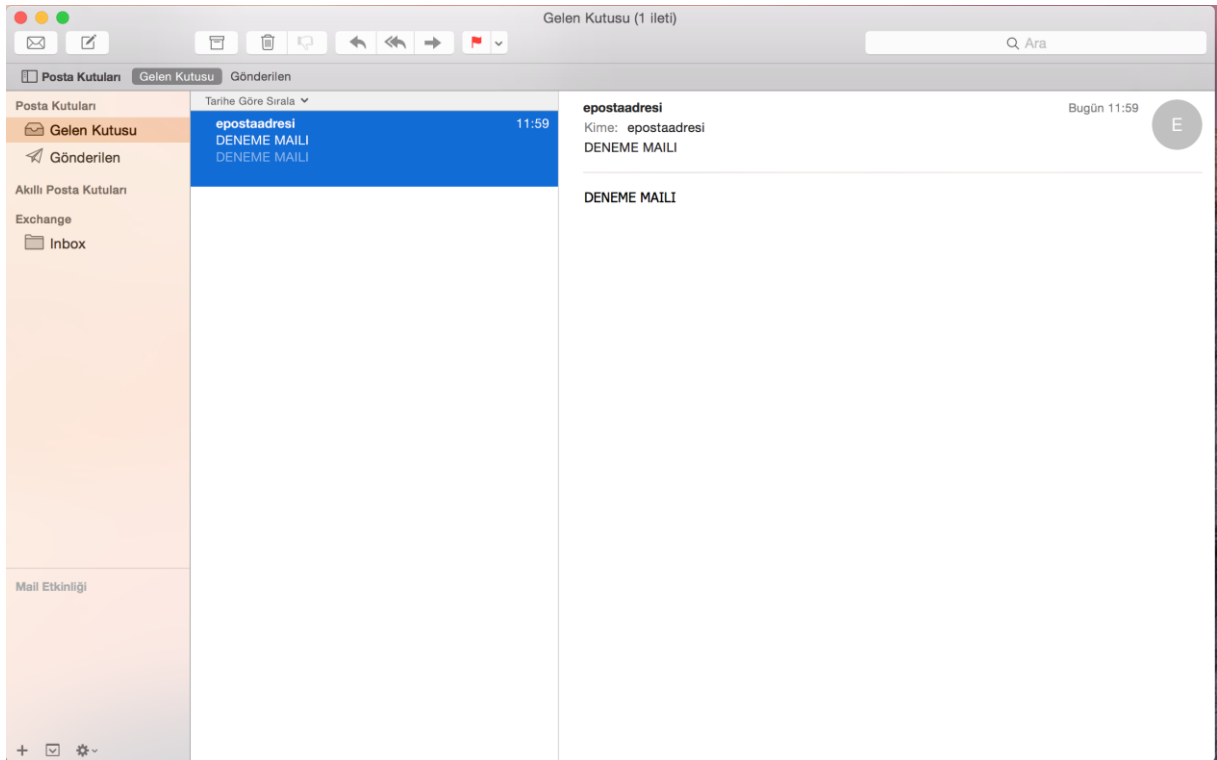 Gelen Kutusu (1 ileti)
Ara
Posta Kutuları Gelen Kutusu Gönderilen
Posta Kutuları
Gelen Kutusu
Gönderilen
Akıllı Posta Kutuları
Exchange
Inbox
Mail Etkinliği
Tarihe Göre Sırala
epostaadresi 11:59
DENEME MAILI
DENEME MAILI
epostaadresi Bugün 11:59
E
Kime: epostaadresi
DENEME MAILI
DENEME MAILI